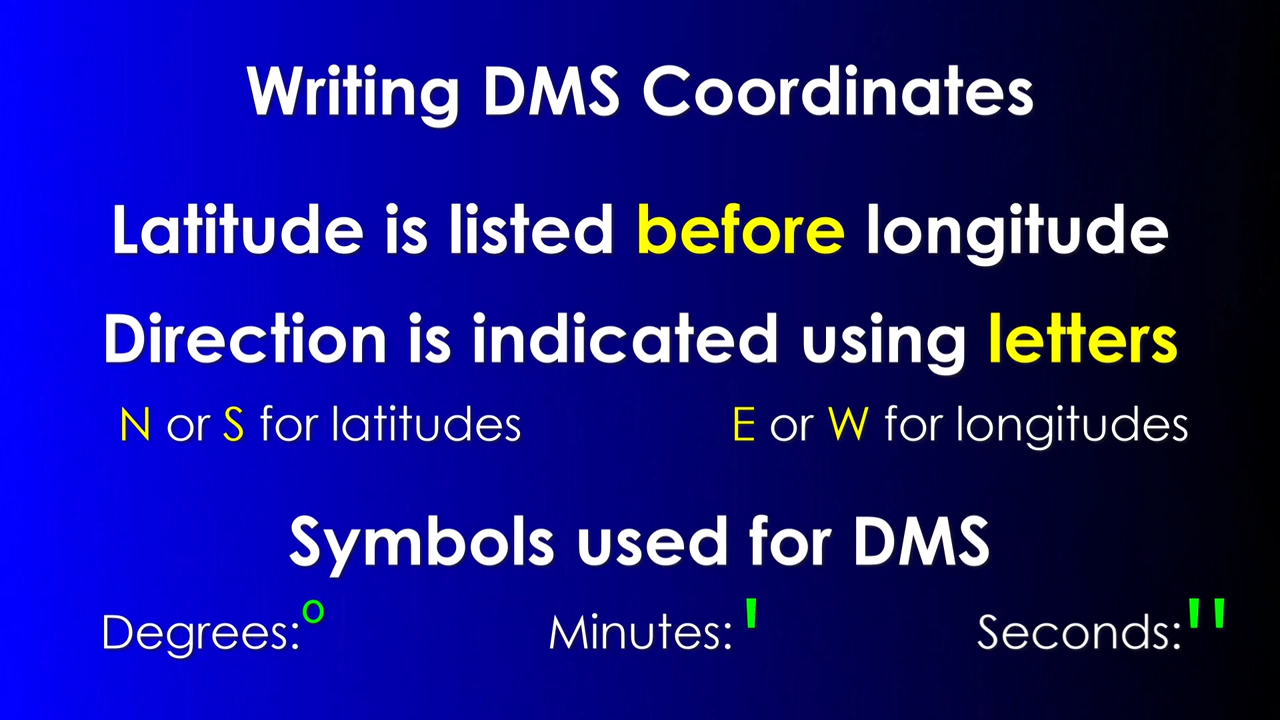 Writing DMS Coordinates
Latitude is listed before longitude
Direction is indicated using letters
N or S for latitudes E or W for longitudes
Symbols used for DMS
Degrees:° Minutes:' Seconds:''